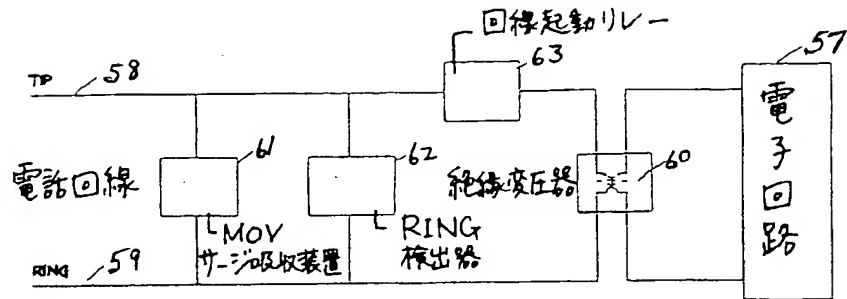 回線起動リレー
63
57
TIP
58
電子回路
61
62
60
電話回線
絶縁変圧器
MOV
サージ吸収装置
RING
検出器
RING
59